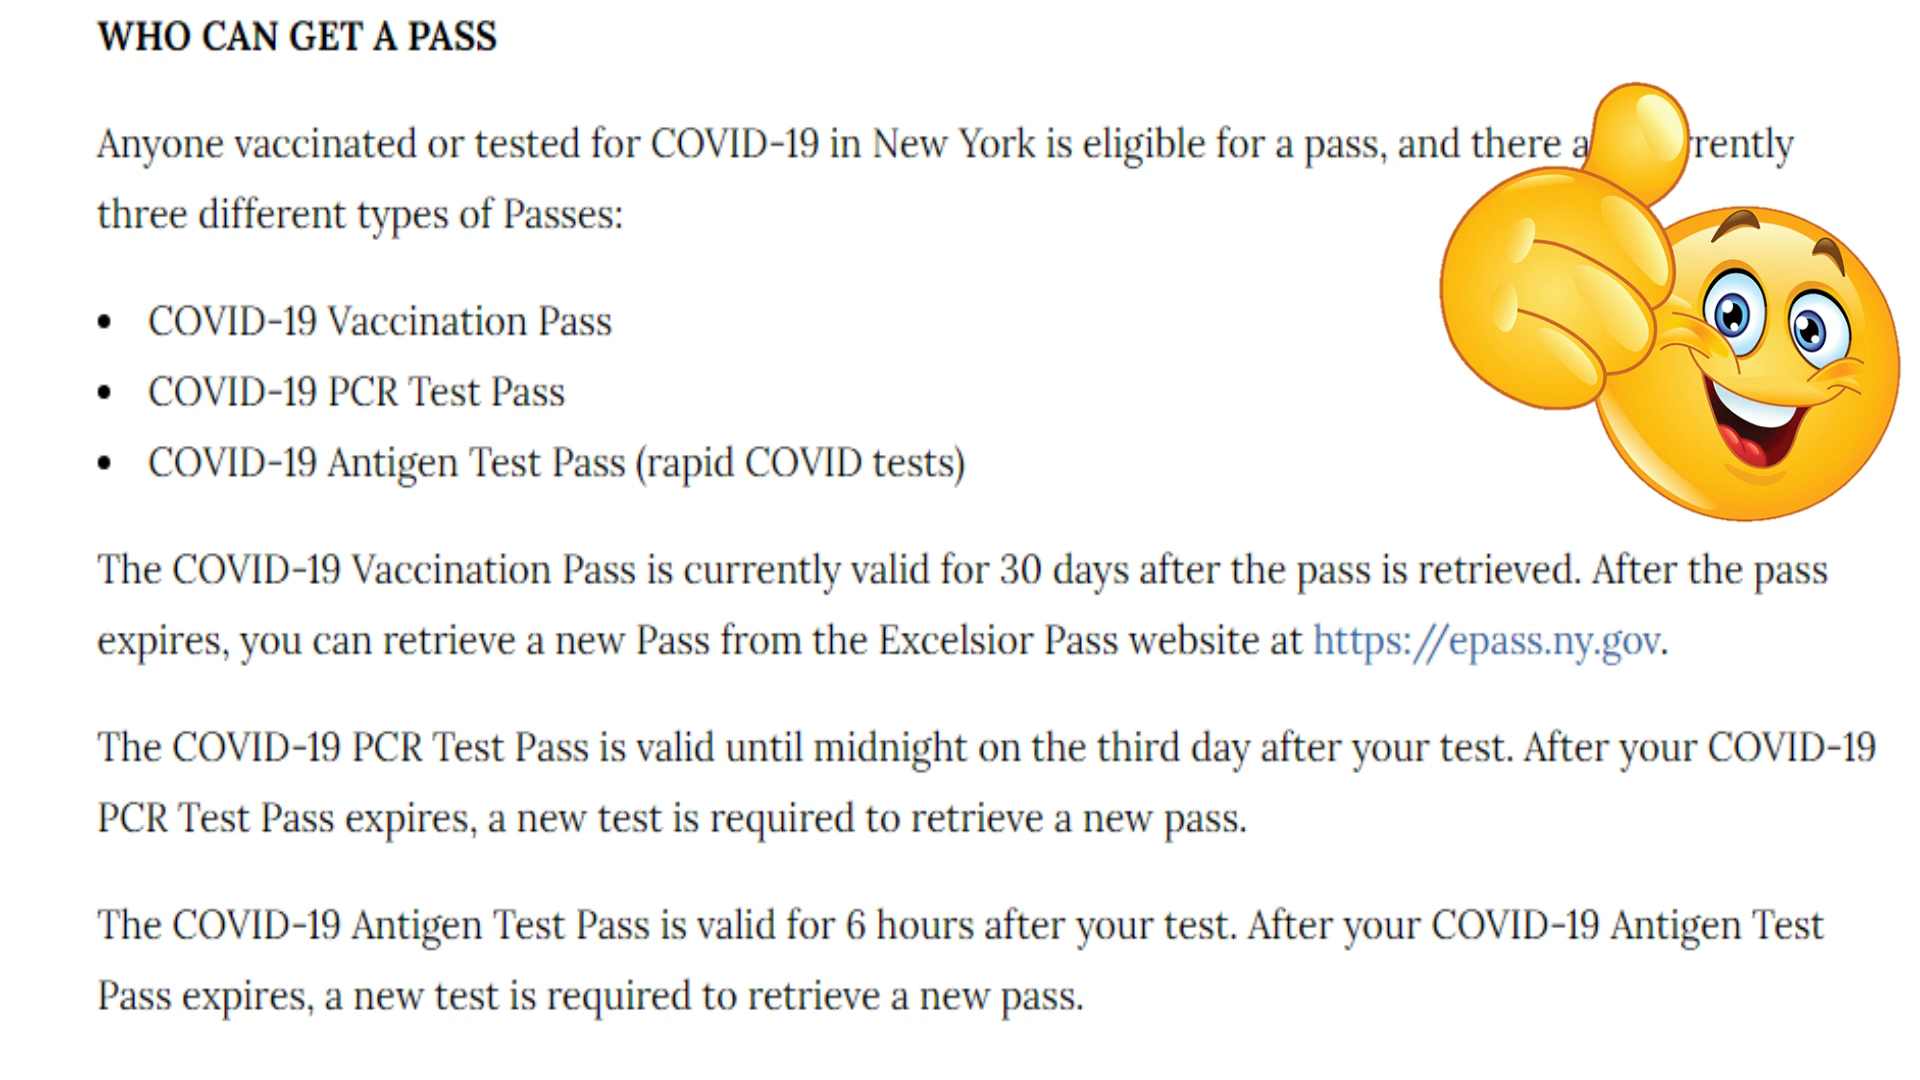 WHO CAN GET A PASS
Anyone vaccinated or tested for COVID-19 in New York is eligible for a pass, and there a rently
three different types of Passes:
• COVID-19 Vaccination Pass
• COVID-19 PCR Test Pass
• COVID-19 Antigen Test Pass (rapid COVID tests)
The COVID-19 Vaccination Pass is currently valid for 30 days after the pass is retrieved. After the pass
expires, you can retrieve a new Pass from the Excelsior Pass website at https://epass.ny.gov.
The COVID-19 PCR Test Pass is valid until midnight on the third day after your test. After your COVID-19
PCR Test Pass expires, a new test is required to retrieve a new pass.
The COVID-19 Antigen Test Pass is valid for 6 hours after your test. After your COVID-19 Antigen Test
Pass expires, a new test is required to retrieve a new pass.